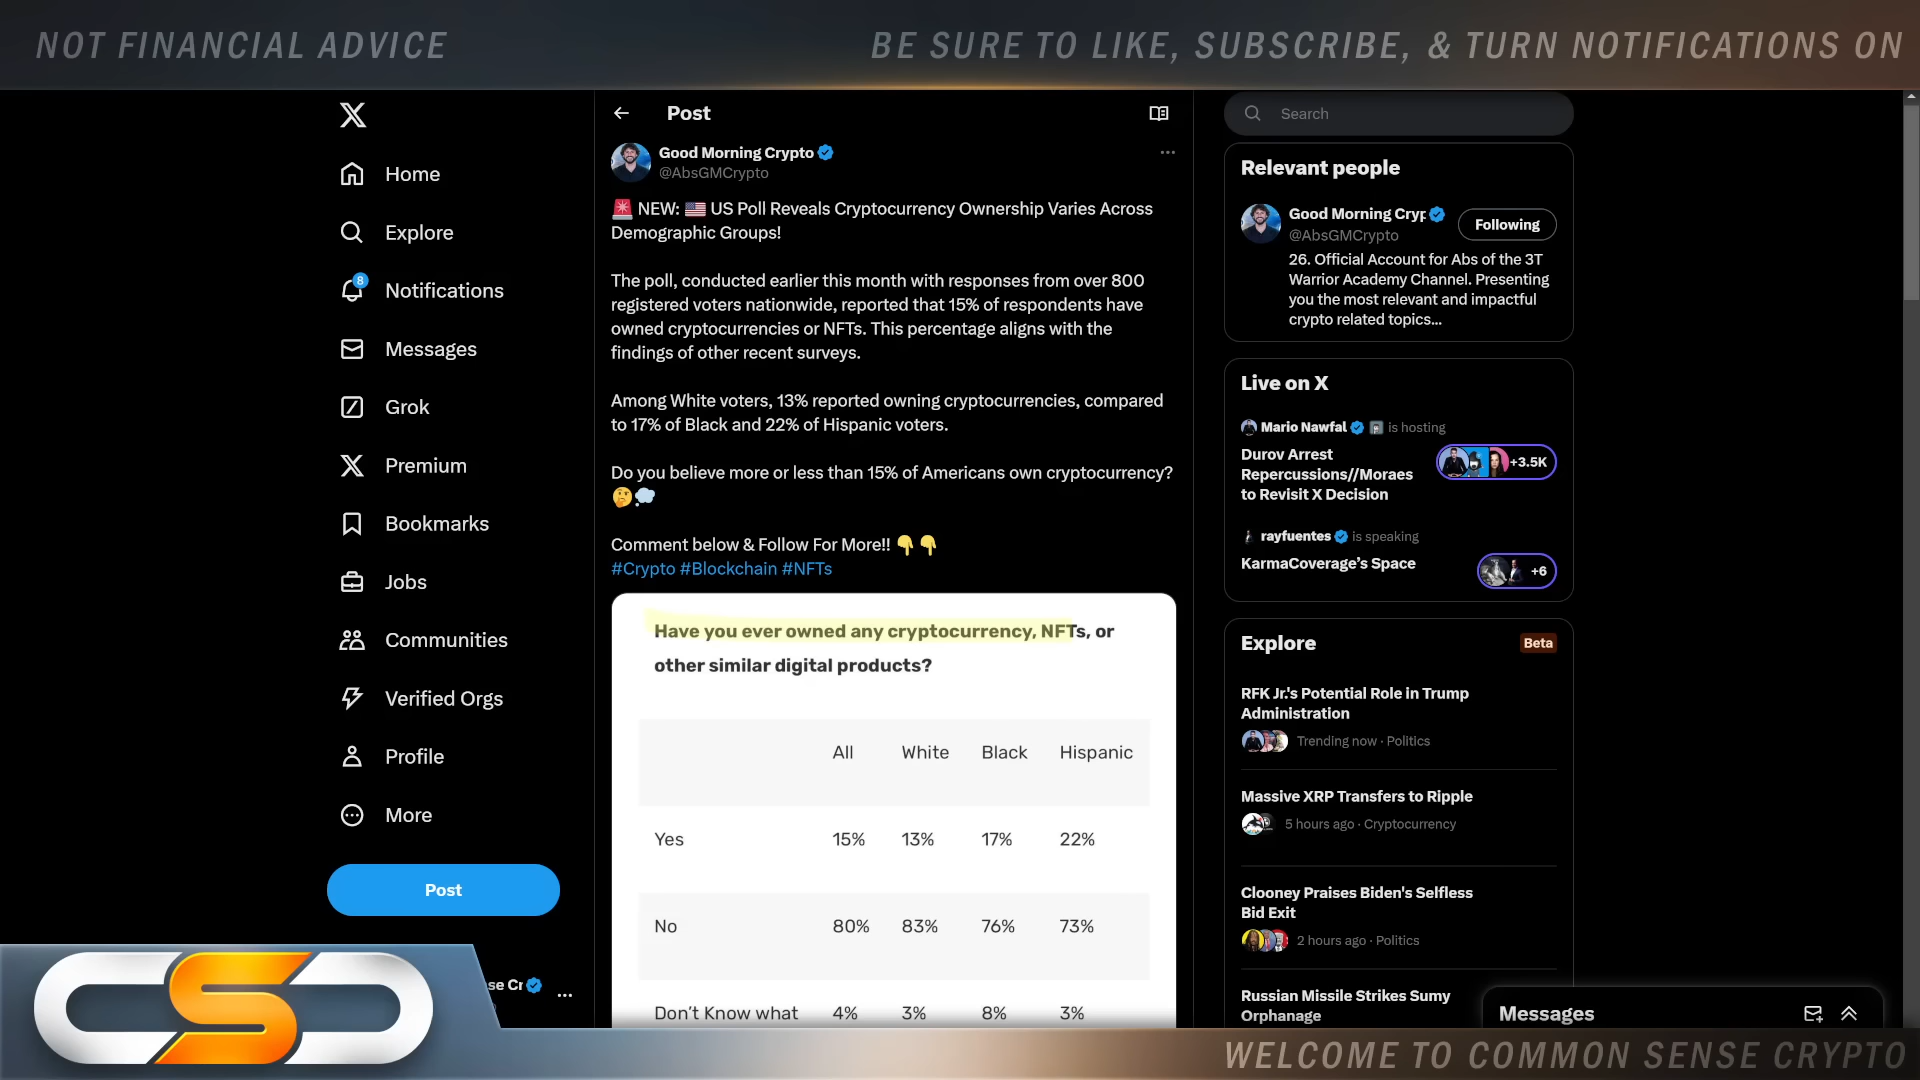 NOT FINANCIAL ADVICE
BE SURE TO LIKE, SUBSCRIBE, & TURN NOTIFICATIONS ON
Home
Explore
8
Notifications
Messages
Grok
Premium
Bookmarks
Jobs
Communities
Verified Orgs
Profile
More
Post
se Cr
Post
Good Morning Crypto
@AbsGMCrypto
NEW: US Poll Reveals Cryptocurrency Ownership Varies Across
Demographic Groups!
The poll, conducted earlier this month with responses from over 800
registered voters nationwide, reported that 15% of respondents have
owned cryptocurrencies or NFTs. This percentage aligns with the
findings of other recent surveys.
Among White voters, 13% reported owning cryptocurrencies, compared
to 17% of Black and 22% of Hispanic voters.
Do you believe more or less than 15% of Americans own cryptocurrency?
🤔💭
Comment below & Follow For More!! 👇👇
#Crypto #Blockchain #NFTs
Have you ever owned any cryptocurrency, NFTs, or
other similar digital products?
All White Black Hispanic
Yes 15% 13% 17% 22%
No 80% 83% 76% 73%
Don't Know what 4% 3% 8% 3%
Search
Relevant people
Good Morning Cryp
@AbsGMCrypto
Following
26. Official Account for Abs of the 3T
Warrior Academy Channel. Presenting
you the most relevant and impactful
crypto related topics...
Live on X
Mario Nawfal is hosting
Durov Arrest
Repercussions//Moraes
to Revisit X Decision
+3.5K
rayfuentes is speaking
KarmaCoverage's Space
+6
Explore
Beta
RFK Jr.'s Potential Role in Trump
Administration
Trending now · Politics
Massive XRP Transfers to Ripple
5 hours ago · Cryptocurrency
Clooney Praises Biden's Selfless
Bid Exit
2 hours ago · Politics
Russian Missile Strikes Sumy
Orphanage
Messages
CSC
WELCOME TO COMMON SENSE CRYPTO